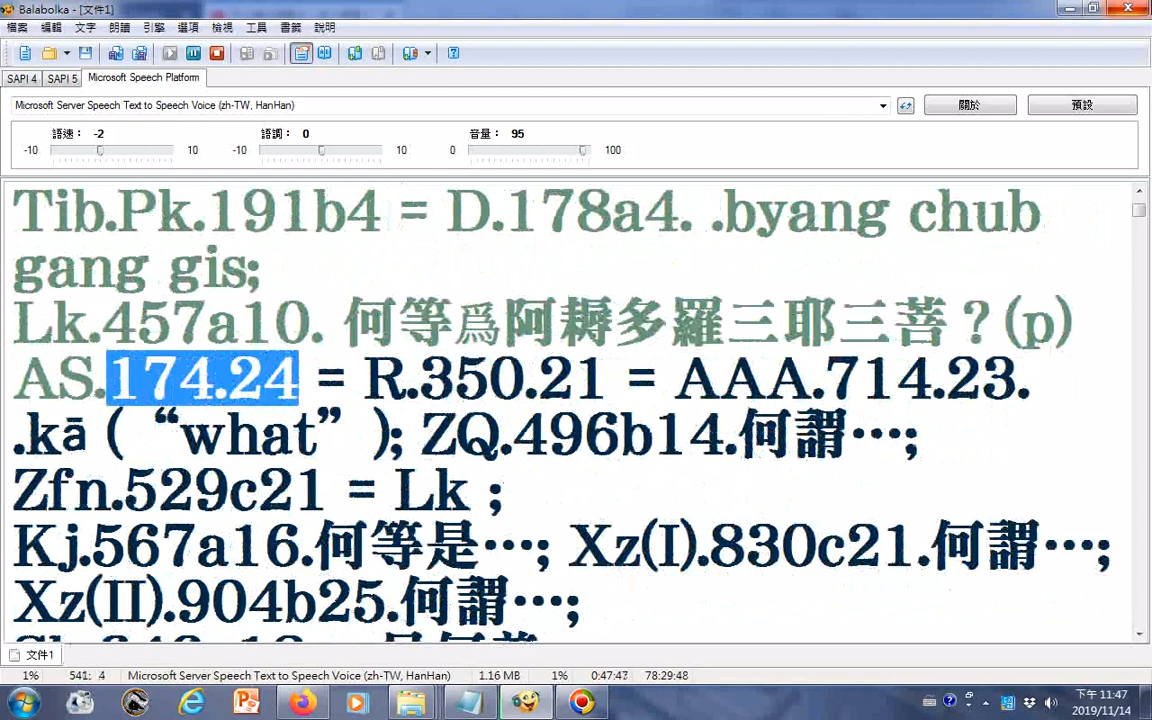 Balabolka - [文件1]
檔案 編輯 文字 朗讀 引擎 選項 檢視 工具 書籤 說明
SAPI 4 SAPI 5 Microsoft Speech Platform
Microsoft Server Speech Text to Speech Voice (zh-TW, HanHan) 關於 預設
語速： -2 語調： 0 音量： 95
-10 10 -10 10 0 100
Tib.Pk.191b4 = D.178a4. .byang chub
gang gis;
Lk.457a10. 何等爲阿耨多羅三耶三菩？(p)
AS.174.24 = R.350.21 = AAA.714.23.
.kā (“what”); ZQ.496b14.何謂…;
Zfn.529c21 = Lk ;
Kj.567a16.何等是…; Xz(I).830c21.何謂…;
Xz(II).904b25.何謂…;
文件1
1% 541: 4 Microsoft Server Speech Text to Speech Voice (zh-TW, HanHan) 1.16 MB 1% 0:47:47 78:29:48
下午 11:47
2019/11/14